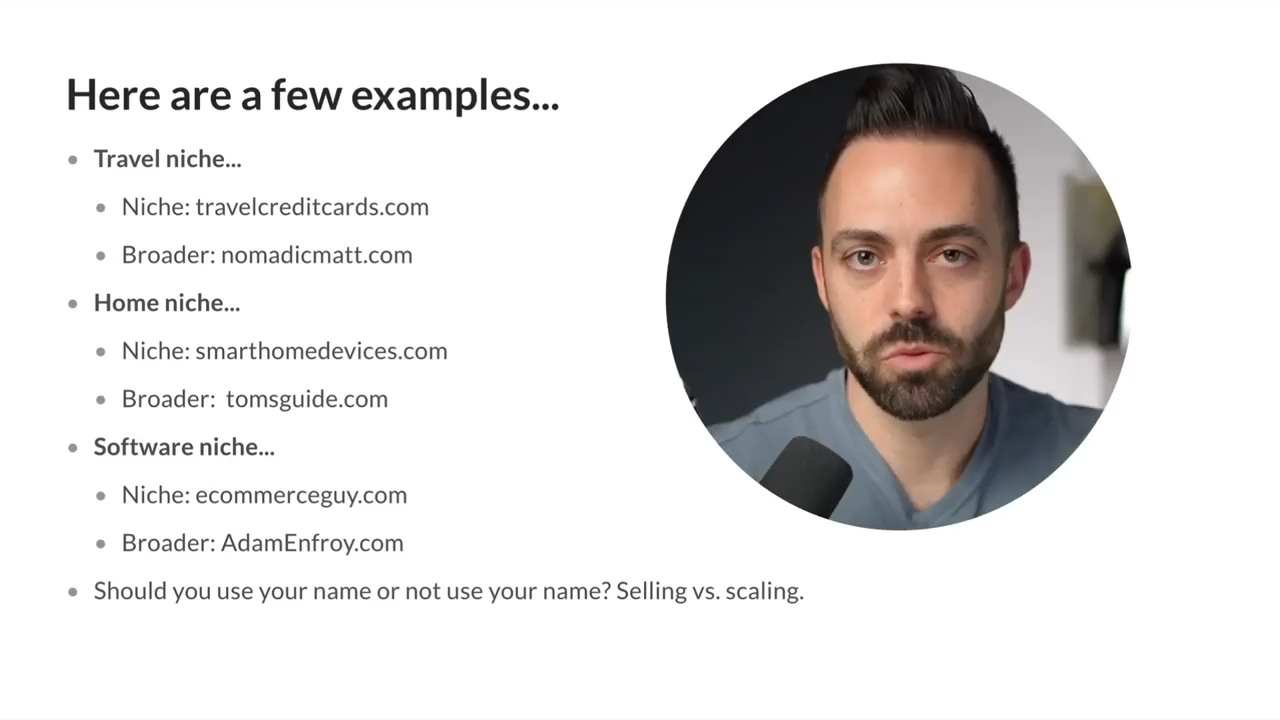 Here are a few examples...
Travel niche...
Niche: travelcreditcards.com
Broader: nomadicmatt.com
Home niche...
Niche: smarthomedevices.com
Broader: tomsguide.com
Software niche...
Niche: ecommerceguy.com
Broader: AdamEnfroy.com
Should you use your name or not use your name? Selling vs. scaling.